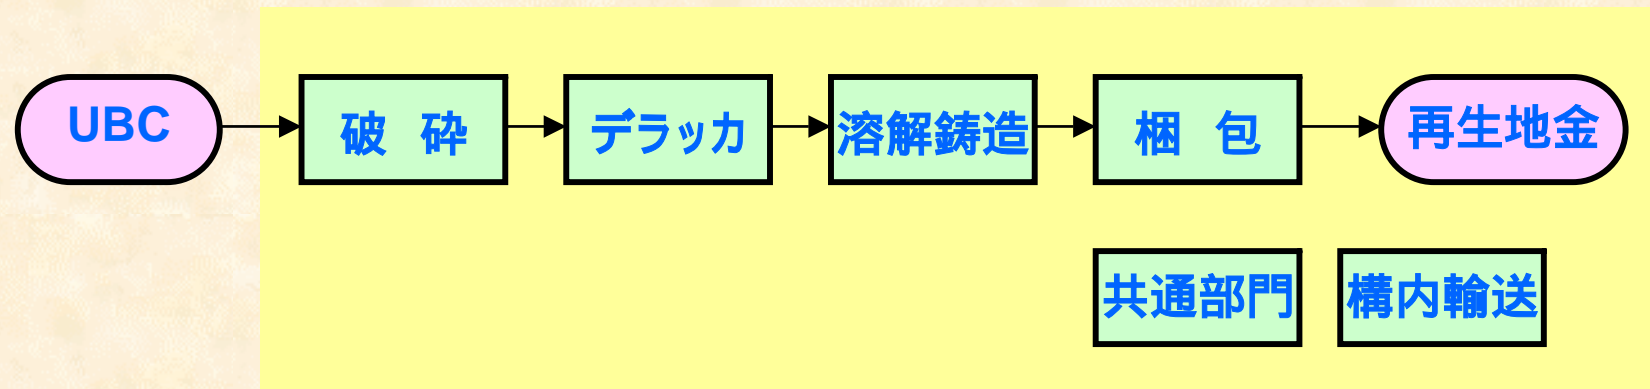 UBC
破 砕
デラッカ
溶解鋳造
梱 包
再生地金
共通部門
構内輸送